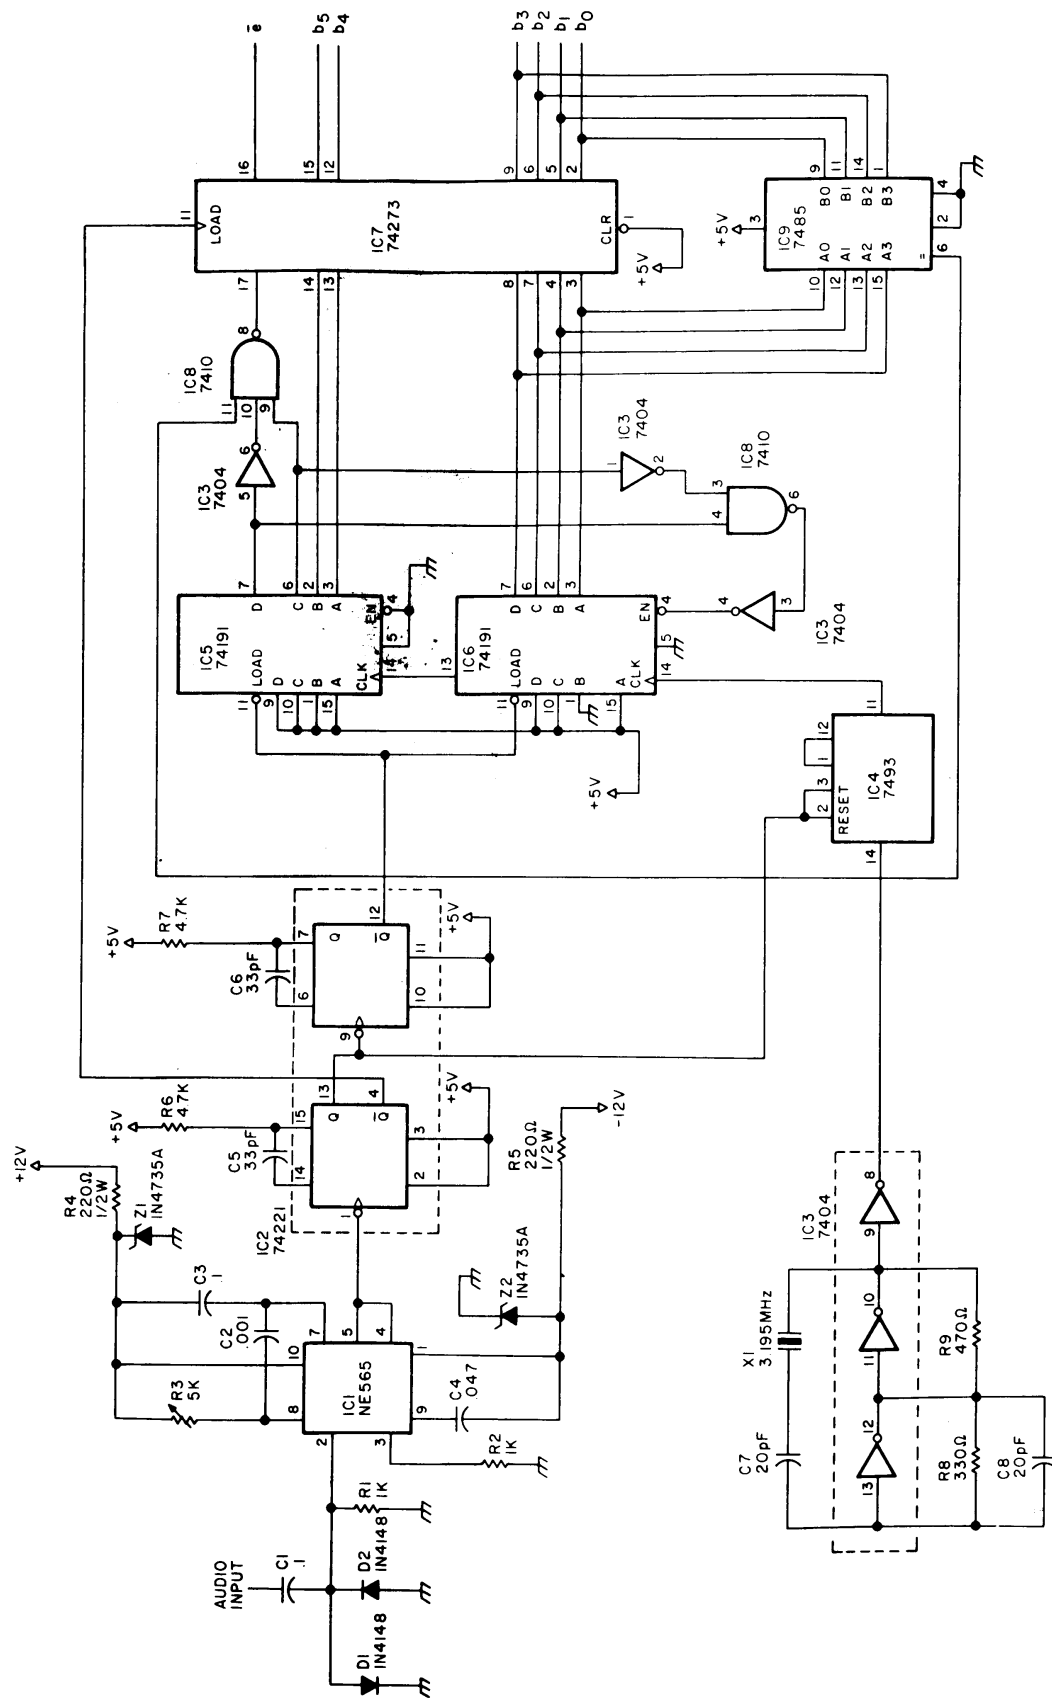 AUDIO
INPUT
C1
.1
D1
IN4148
D2
IN4148
R1
1K
R2
1K
2
3
8
9
10
7
5
4
1
IC1
NE565
R3
5K
C2
.001
C3
.1
C4
.047
+12V
R4
220Ω
1/2W
Z1
IN4735A
Z2
IN4735A
R5
220Ω
1/2W
-12V
IC2
74221
1
14
15
Q
Q̅
13
4
2
3
C5
33pF
R6
4.7K
+5V
+5V
9
6
7
Q
Q̅
12
10
11
C6
33pF
R7
4.7K
+5V
+5V
IC5
74191
11
LOAD
9
D
10
C
1
B
15
A
CLK
14
5
EN
4
D
7
C
6
B
2
A
3
IC6
74191
11
LOAD
9
D
10
C
1
B
15
A
CLK
14
13
5
EN
4
D
7
C
6
B
2
A
3
+5V
IC3
7404
5
6
IC8
7410
11
10
9
8
IC3
7404
1
2
IC8
7410
3
4
6
IC3
7404
3
4
IC7
74273
11
LOAD
17
14
13
8
7
4
3
16
15
12
9
6
5
2
CLR
1
+5V
e̅
b5
b4
b3
b2
b1
b0
IC9
7485
+5V
3
10
A0
12
A1
13
A2
15
A3
9
B0
11
B1
14
B2
1
B3
=
6
2
4
IC4
7493
RESET
14
2
3
1
12
11
IC3
7404
13
12
11
10
9
8
C7
20pF
X1
3.195MHz
R8
330Ω
R9
470Ω
C8
20pF